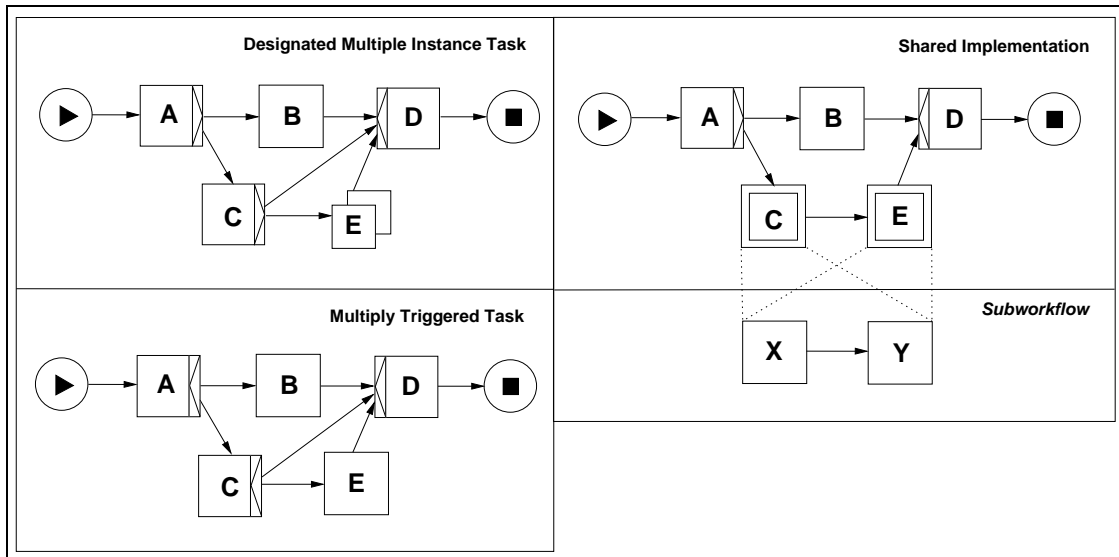 Designated Multiple Instance Task
A
B
D
C
E
Shared Implementation
A
B
D
C
E
Subworkflow
X
Y
Multiply Triggered Task
A
B
D
C
E